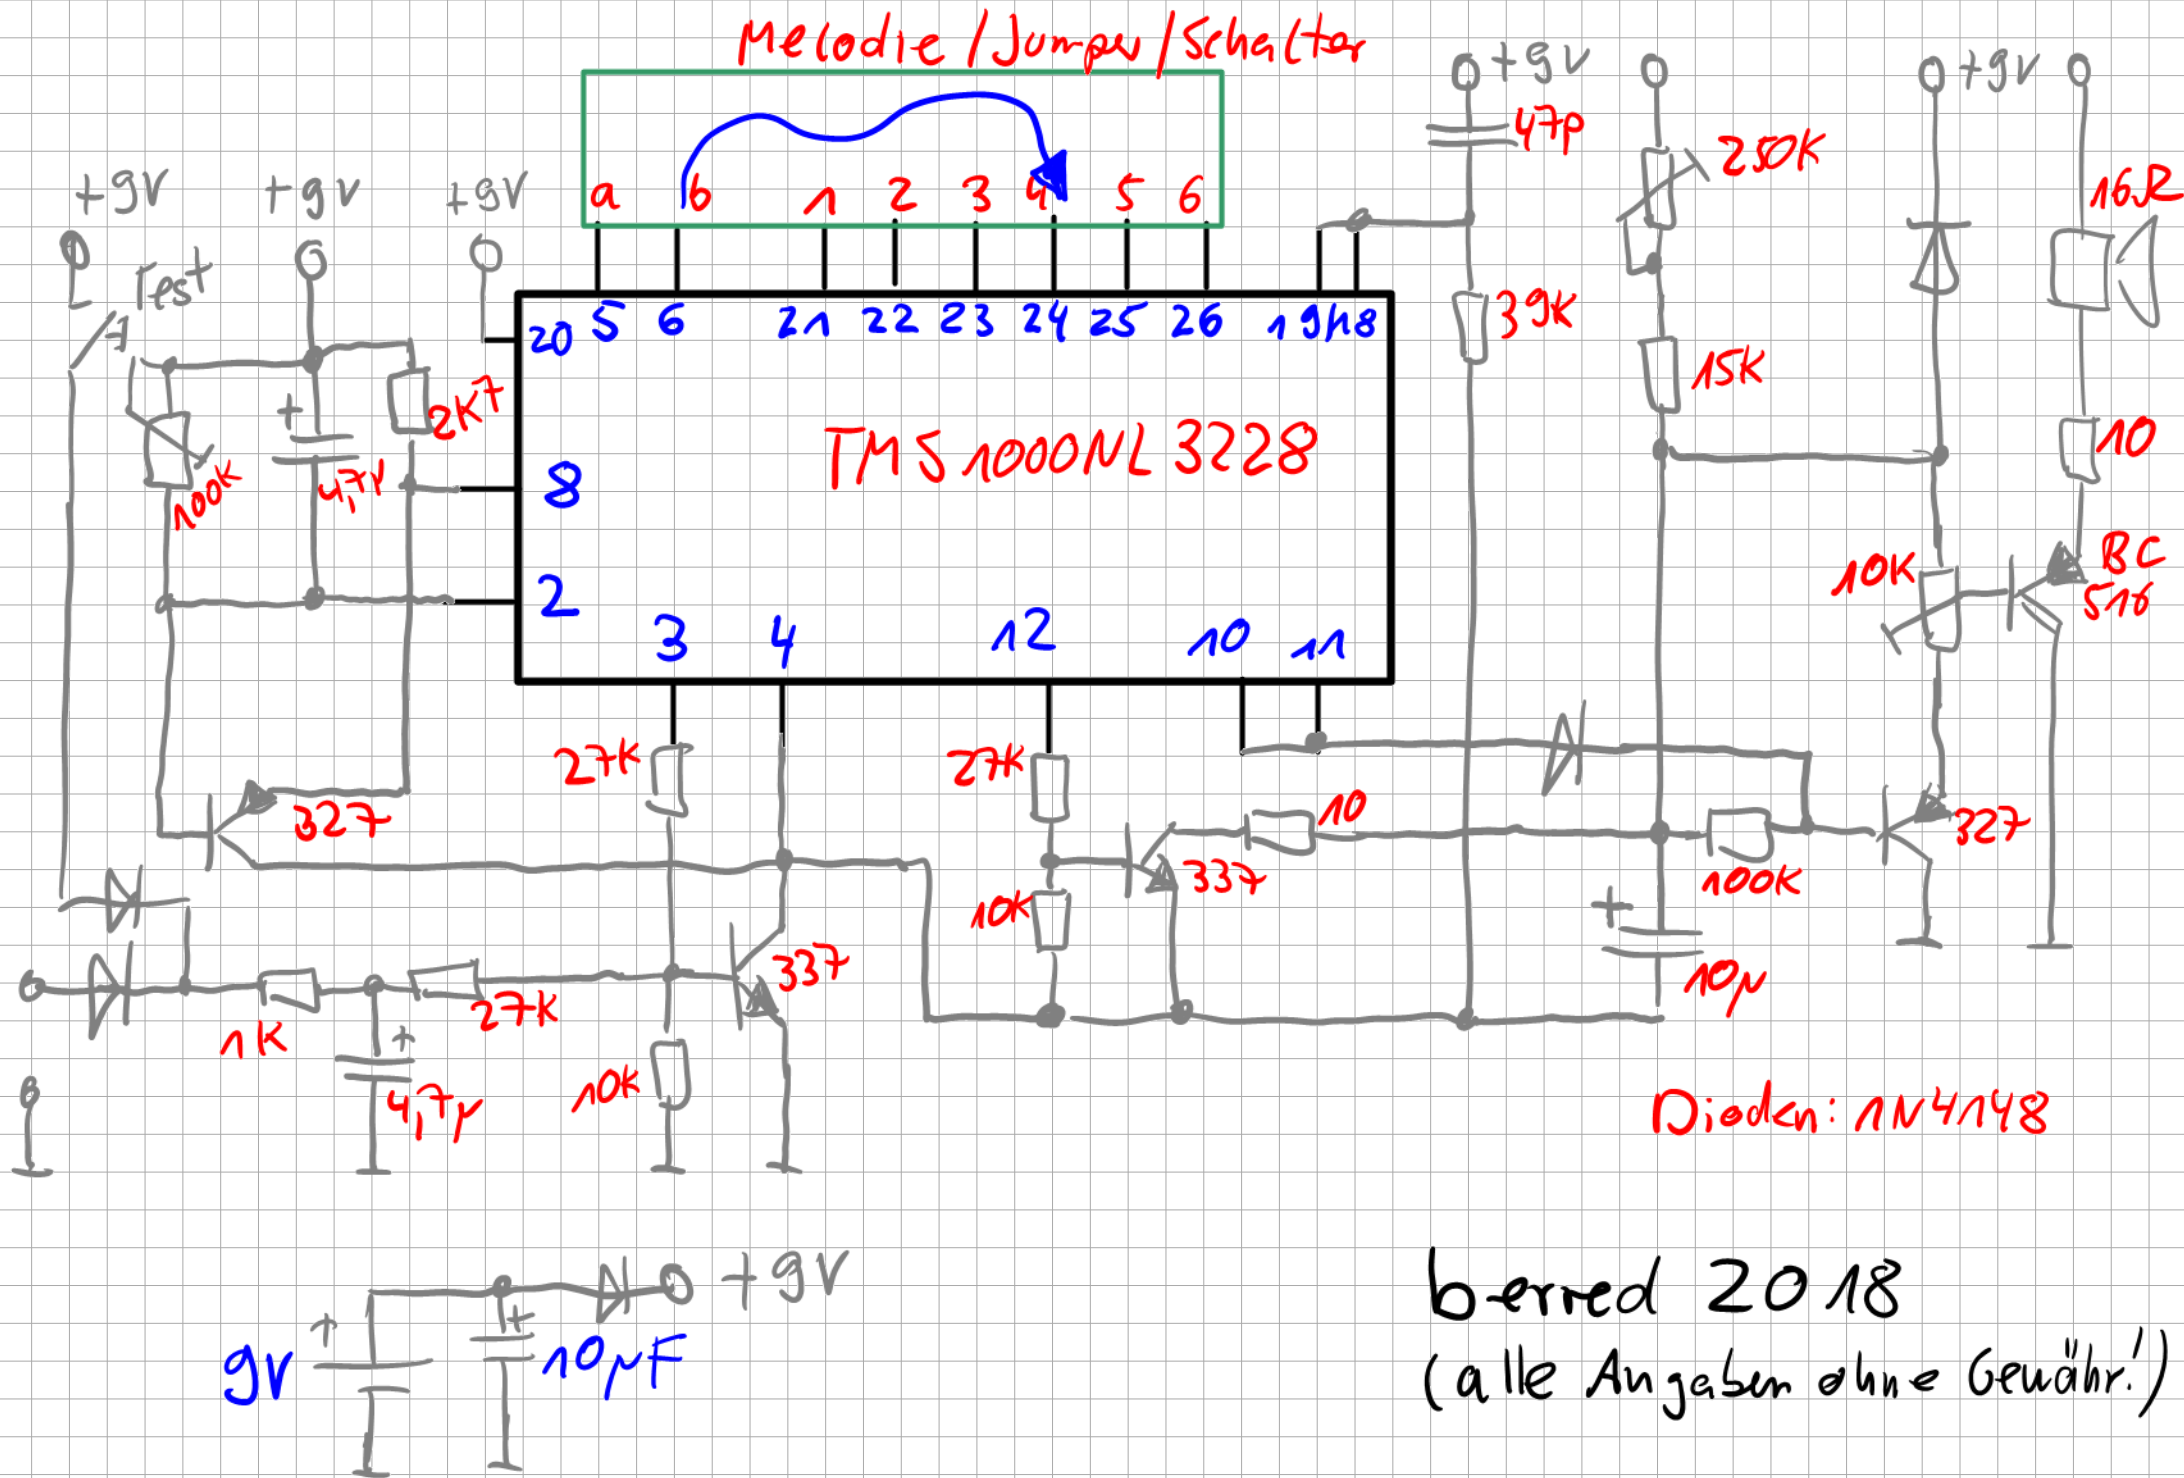 Melodie/Jumper/Schalter
+9V
47p
250K
+9V
16Ω
+9V
+9V
+9V
a b 1 2 3 4 5 6
Test
20 5 6 21 22 23 24 25 26 19/18
39K
15K
2K7
100K
4,7µ
8
TMS 1000NL 3228
10
10K
BC
516
2
3 4 12 10 11
27K
27K
327
10
337
327
10K
100K
337
1K
27K
10µ
4,7µ
10K
Dioden: 1N4148
+9V
9V
10µF
berred 2018
(alle Angaben ohne Gewähr!)